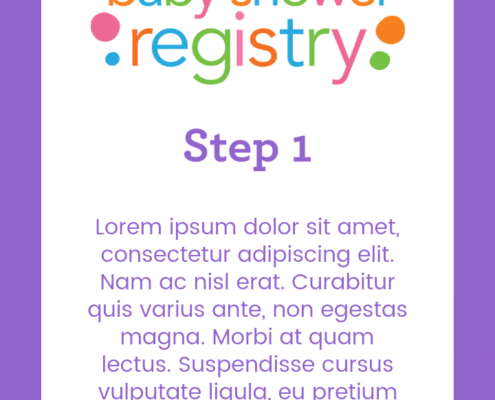 baby shower
registry
Step 1
Lorem ipsum dolor sit amet,
consectetur adipiscing elit.
Nam ac nisl erat. Curabitur
quis varius ante, non egestas
magna. Morbi at quam
lectus. Suspendisse cursus
vulputate ligula, eu pretium